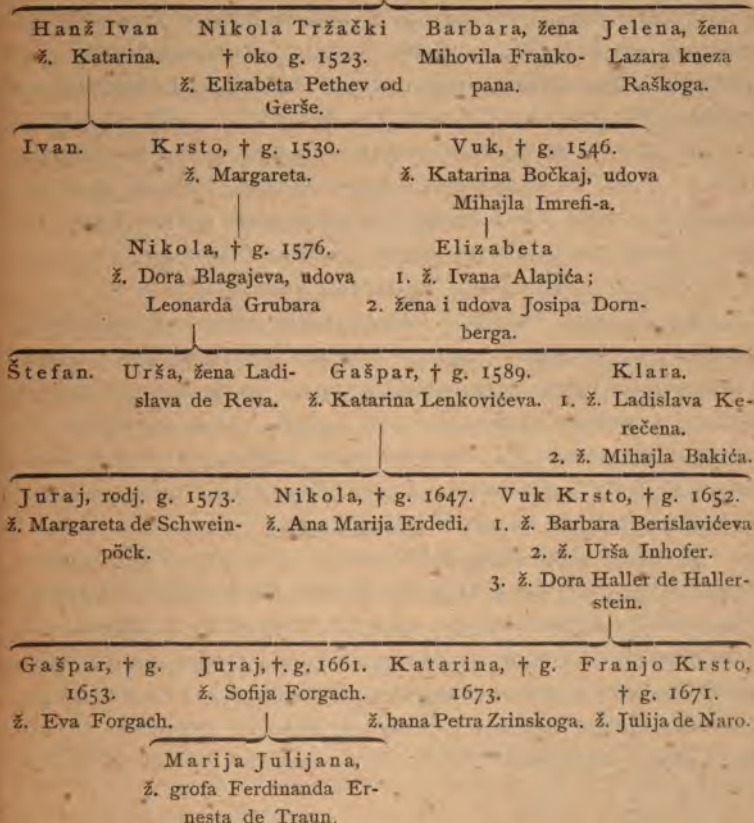 Hanž Ivan Nikola Tržački Barbara, žena Jelena, žena
ž. Katarina. † oko g. 1523. Mihovila Franko- Lazara kneza
ž. Elizabeta Pethev od pana. Raškoga.
Gerše.
Ivan. Krsto, † g. 1530. Vuk, † g. 1546.
ž. Margareta. ž. Katarina Bočkaj, udova
Mihajla Imrefi-a.
Nikola, † g. 1576. Elizabeta
ž. Dora Blagajeva, udova 1. ž. Ivana Alapića;
Leonarda Grubara 2. žena i udova Josipa Dorn-
berga.
Štefan. Urša, žena Ladi- Gašpar, † g. 1589. Klara.
slava de Reva. ž. Katarina Lenkovićeva. 1. ž. Ladislava Ke-
rečena.
2. ž. Mihajla Bakića.
Juraj, rodj. g. 1573. Nikola, † g. 1647. Vuk Krsto, † g. 1652.
ž. Margareta de Schwein- ž. Ana Marija Erdedi. 1. ž. Barbara Berislavićeva
pöck. 2. ž. Urša Inhofer.
3. ž. Dora Haller de Haller-
stein.
Gašpar, † g. Juraj, †. g. 1661. Katarina, † g. Franjo Krsto,
1653. ž. Sofija Forgach. 1673. † g. 1671.
ž. Eva Forgach. ž. bana Petra Zrinskoga. ž. Julija de Naro.
Marija Julijana,
ž. grofa Ferdinanda Er-
nesta de Traun.